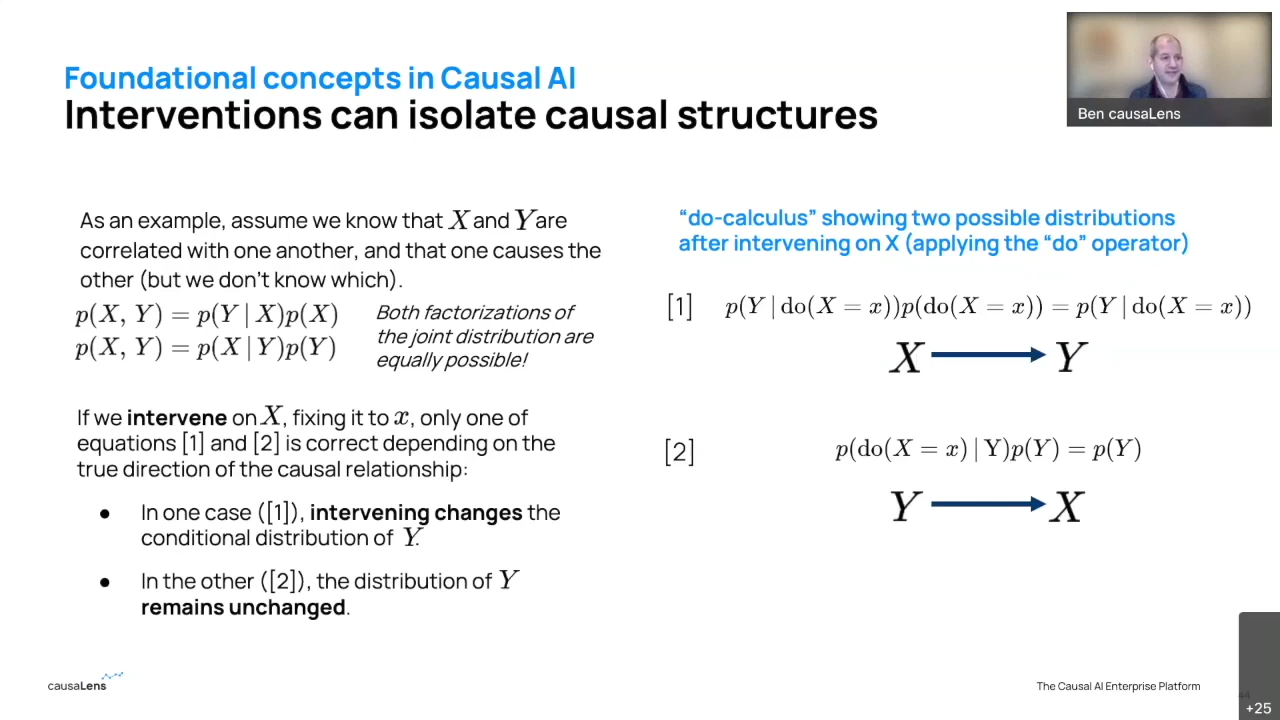 Foundational concepts in Causal AI
Interventions can isolate causal structures
Ben causaLens
As an example, assume we know that X and Y are
correlated with one another, and that one causes the
other (but we don't know which).
p(X, Y) = p(Y | X)p(X)
p(X, Y) = p(X | Y)p(Y)
Both factorizations of
the joint distribution are
equally possible!
If we intervene on X, fixing it to x, only one of
equations [1] and [2] is correct depending on the
true direction of the causal relationship:
● In one case ([1]), intervening changes the
conditional distribution of Y.
● In the other ([2]), the distribution of Y
remains unchanged.
“do-calculus” showing two possible distributions
after intervening on X (applying the “do” operator)
[1] p(Y | do(X = x))p(do(X = x)) = p(Y | do(X = x))
X → Y
[2] p(do(X = x) | Y)p(Y) = p(Y)
Y → X
causaLens
The Causal AI Enterprise Platform
44
+25